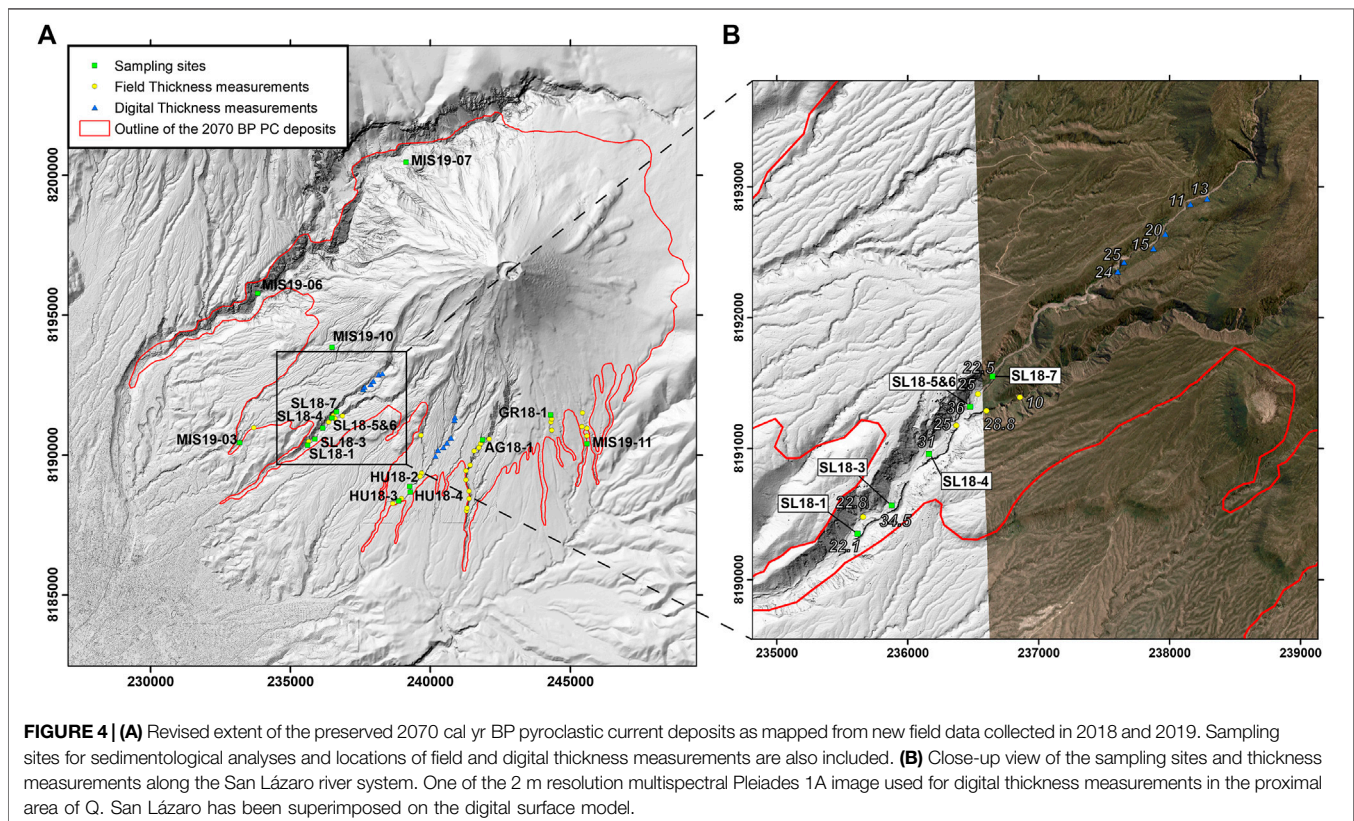 A
Sampling sites
Field Thickness measurements
Digital Thickness measurements
Outline of the 2070 BP PC deposits
MIS19-07
MIS19-06
MIS19-10
SL18-7
SL18-4
SL18-5&6
MIS19-03
SL18-3
SL18-1
GR18-1
AG18-1
MIS19-11
HU18-2
HU18-3
HU18-4
8200000
8195000
8190000
8185000
230000 235000 240000 245000
B
13
11
20
15
25
24
22.5
SL18-7
SL18-5&6
25
36
10
25
28.8
31
SL18-3
SL18-4
22.8
34.5
SL18-1
22.1
8193000
8192000
8191000
8190000
235000 236000 237000 238000 239000
FIGURE 4 | (A) Revised extent of the preserved 2070 cal yr BP pyroclastic current deposits as mapped from new field data collected in 2018 and 2019. Sampling
sites for sedimentological analyses and locations of field and digital thickness measurements are also included. (B) Close-up view of the sampling sites and thickness
measurements along the San Lázaro river system. One of the 2 m resolution multispectral Pleiades 1A image used for digital thickness measurements in the proximal
area of Q. San Lázaro has been superimposed on the digital surface model.